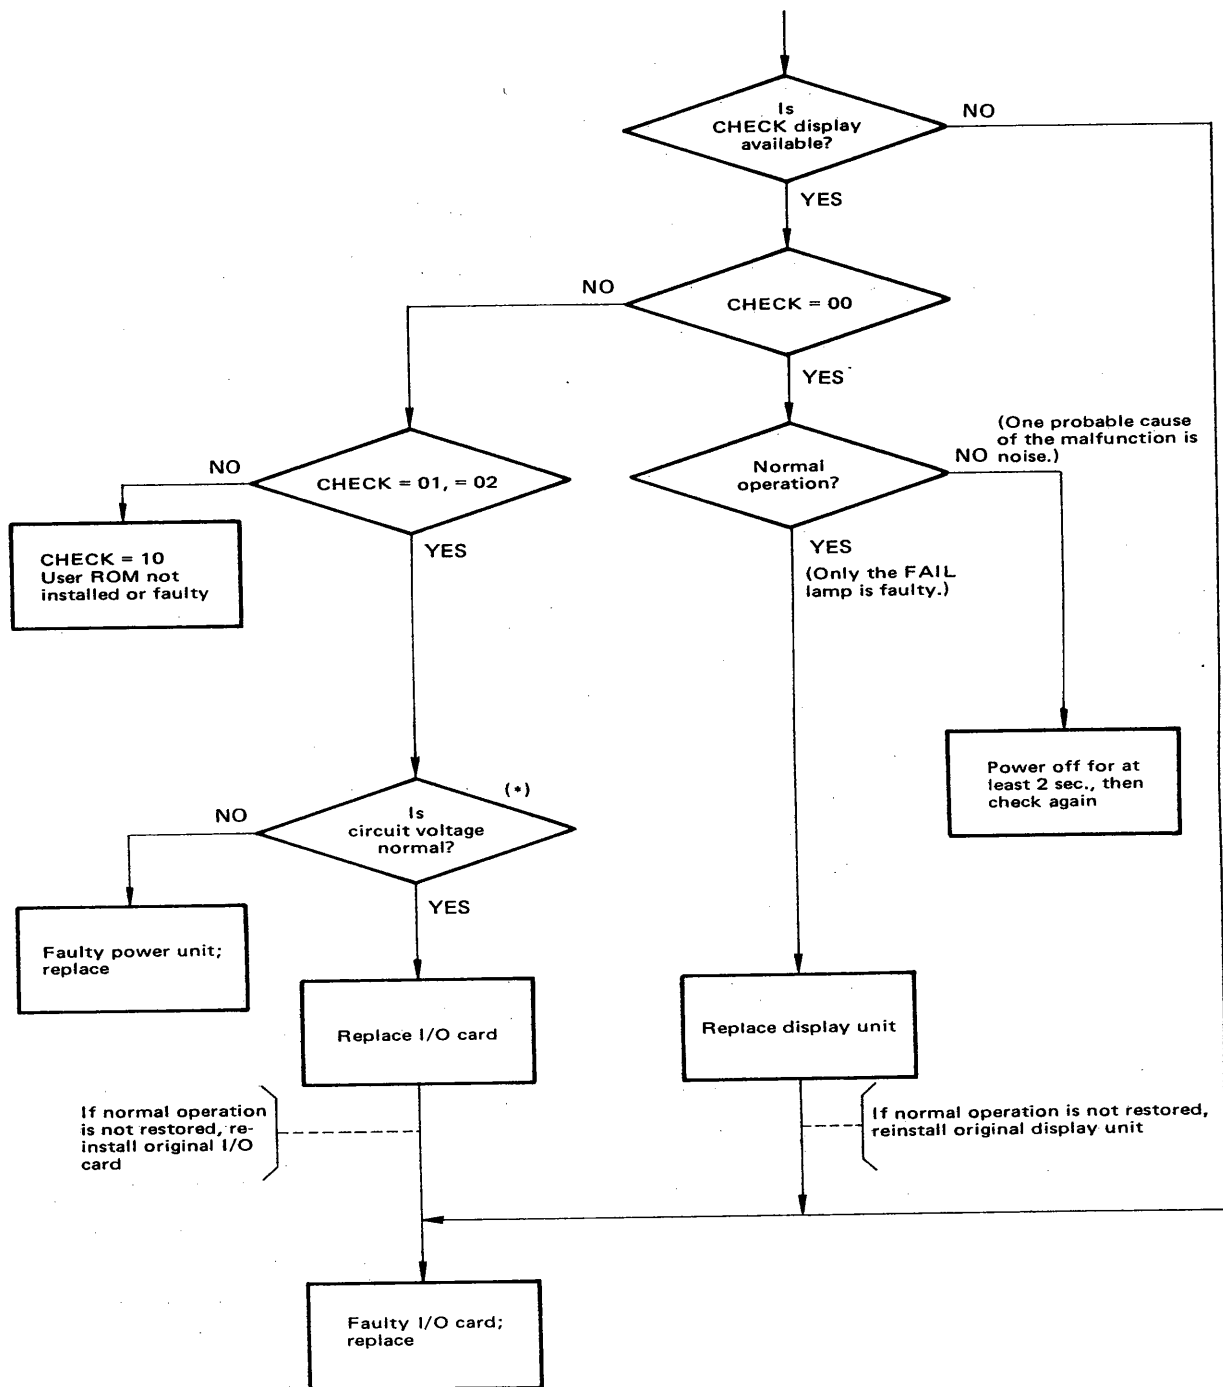 Is
CHECK display
available?
NO
YES
NO
CHECK = 00
YES
NO
CHECK = 01, = 02
YES
CHECK = 10
User ROM not
installed or faulty
Normal
operation?
NO
(One probable cause
of the malfunction is
noise.)
YES
(Only the FAIL
lamp is faulty.)
Power off for at
least 2 sec., then
check again
(*)
NO
Is
circuit voltage
normal?
YES
Faulty power unit;
replace
Replace I/O card
Replace display unit
If normal operation
is not restored, re-
install original I/O
card
If normal operation is not restored,
reinstall original display unit
Faulty I/O card;
replace